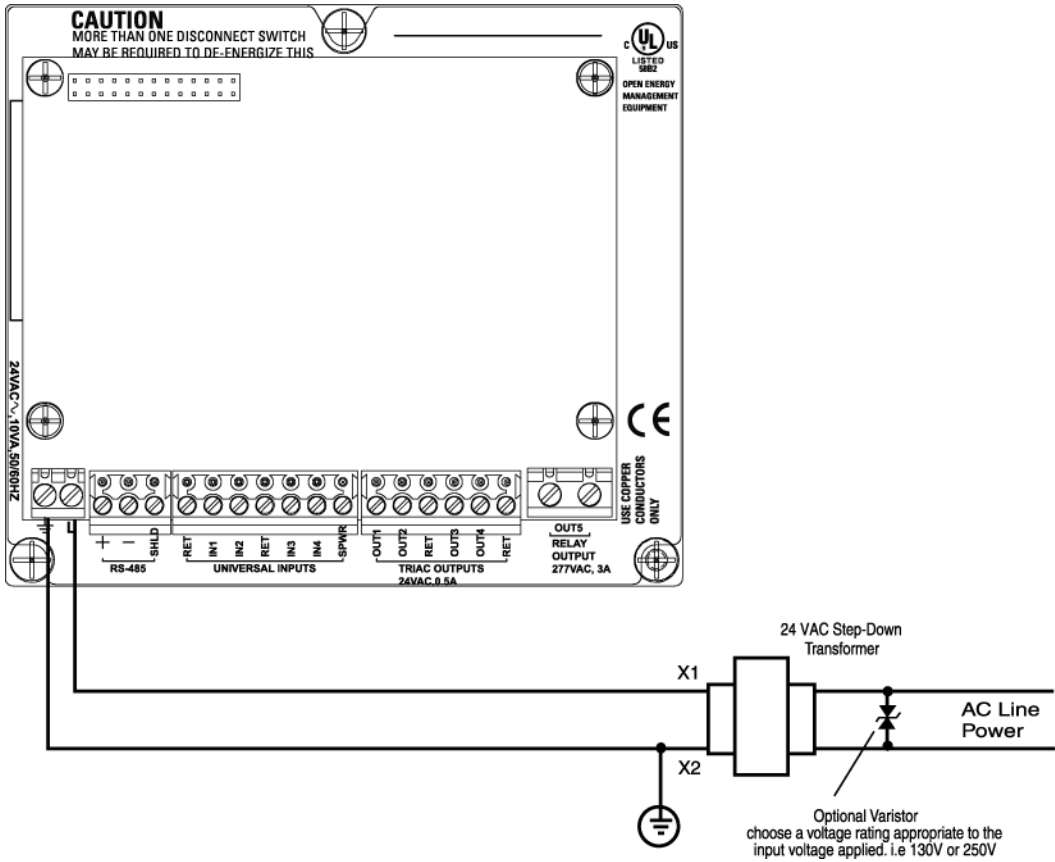 CAUTION
MORE THAN ONE DISCONNECT SWITCH
MAY BE REQUIRED TO DE-ENERGIZE THIS
C UL US
LISTED
58B2
OPEN ENERGY
MANAGEMENT
EQUIPMENT
24VAC∿,10VA,50/60HZ
CE
USE COPPER
CONDUCTORS
ONLY
L
+
−
SHLD
RS-485
RET
IN1
IN2
RET
IN3
IN4
SPWR
UNIVERSAL INPUTS
OUT1
OUT2
RET
OUT3
OUT4
RET
TRIAC OUTPUTS
24VAC,0.5A
OUT5
RELAY
OUTPUT
277VAC, 3A
24 VAC Step-Down
Transformer
X1
X2
AC Line
Power
Optional Varistor
choose a voltage rating appropriate to the
input voltage applied. i.e 130V or 250V